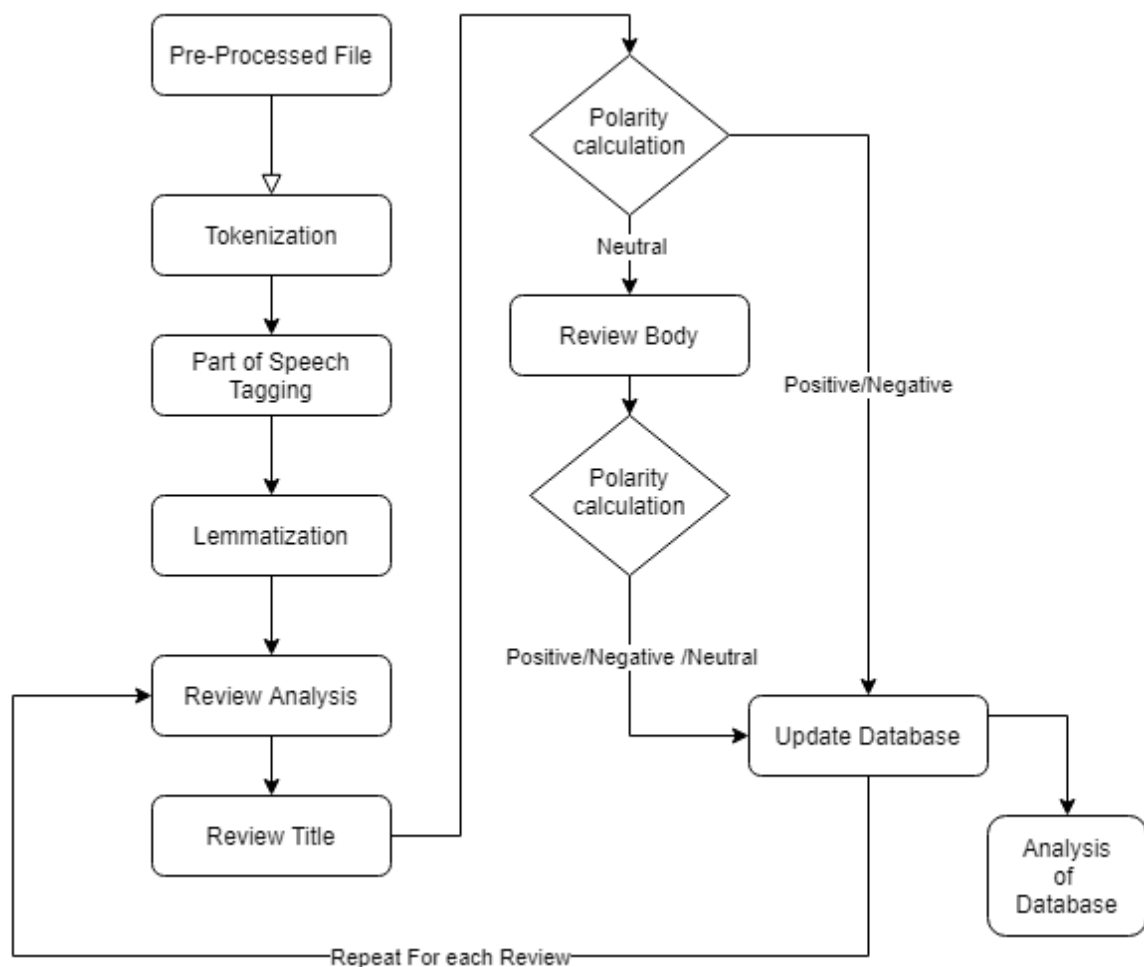 Pre-Processed File
Tokenization
Part of Speech
Tagging
Lemmatization
Review Analysis
Review Title
Polarity
calculation
Neutral
Review Body
Positive/Negative
Polarity
calculation
Positive/Negative /Neutral
Update Database
Analysis
of
Database
Repeat For each Review